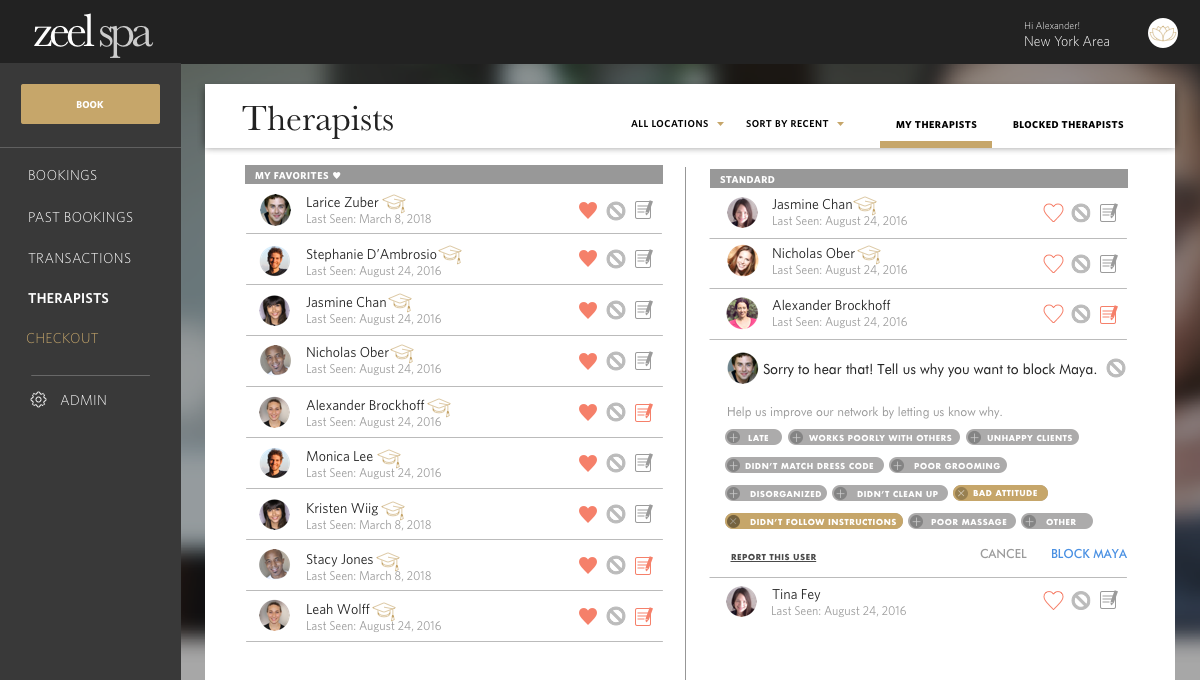 zeel spa
Hi Alexander!
New York Area
BOOK
BOOKINGS
PAST BOOKINGS
TRANSACTIONS
THERAPISTS
CHECKOUT
ADMIN
Therapists
ALL LOCATIONS
SORT BY RECENT
MY THERAPISTS
BLOCKED THERAPISTS
MY FAVORITES ♥
Larice Zuber
Last Seen: March 8, 2018
Stephanie D’Ambrosio
Last Seen: August 24, 2016
Jasmine Chan
Last Seen: August 24, 2016
Nicholas Ober
Last Seen: August 24, 2016
Alexander Brockhoff
Last Seen: August 24, 2016
Monica Lee
Last Seen: August 24, 2016
Kristen Wiig
Last Seen: March 8, 2018
Stacy Jones
Last Seen: March 8, 2018
Leah Wolff
Last Seen: August 24, 2016
STANDARD
Jasmine Chan
Last Seen: August 24, 2016
Nicholas Ober
Last Seen: August 24, 2016
Alexander Brockhoff
Last Seen: August 24, 2016
Sorry to hear that! Tell us why you want to block Maya.
Help us improve our network by letting us know why.
LATE
WORKS POORLY WITH OTHERS
UNHAPPY CLIENTS
DIDN’T MATCH DRESS CODE
POOR GROOMING
DISORGANIZED
DIDN’T CLEAN UP
BAD ATTITUDE
DIDN’T FOLLOW INSTRUCTIONS
POOR MASSAGE
OTHER
REPORT THIS USER
CANCEL
BLOCK MAYA
Tina Fey
Last Seen: August 24, 2016